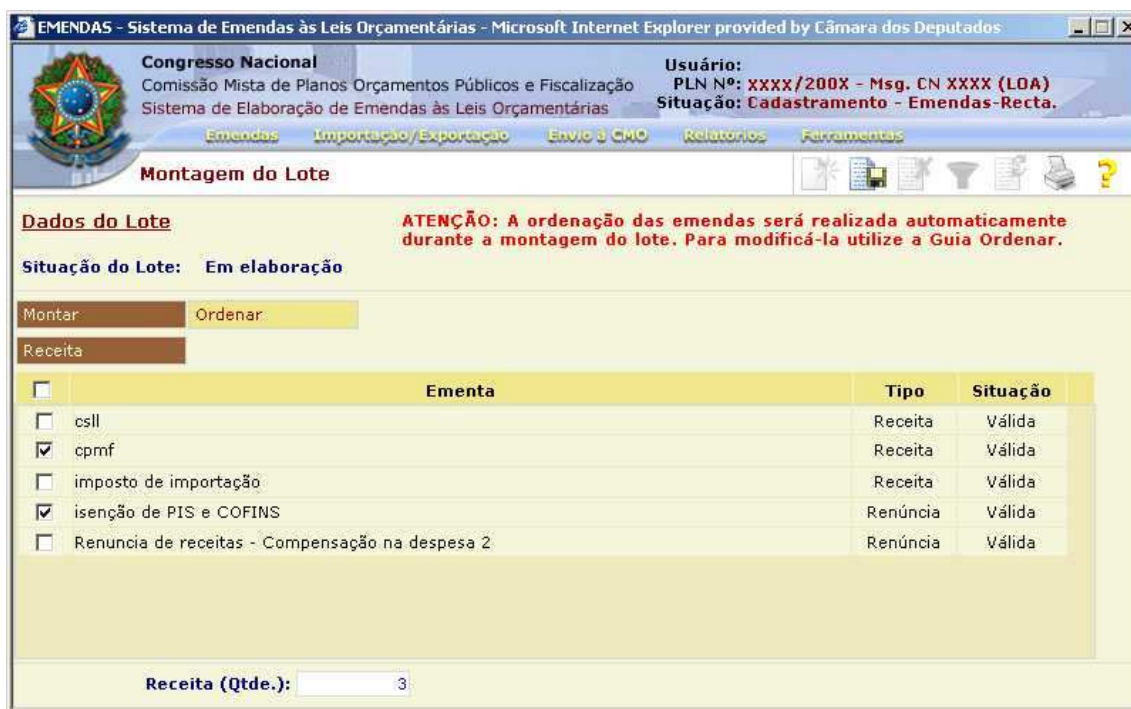 EMENDAS - Sistema de Emendas às Leis Orçamentárias - Microsoft Internet Explorer provided by Câmara dos Deputados
Congresso Nacional
Comissão Mista de Planos Orçamentos Públicos e Fiscalização
Sistema de Elaboração de Emendas às Leis Orçamentárias
Usuário:
PLN Nº: XXXX/200X - Msg. CN XXXX (LOA)
Situação: Cadastramento - Emendas-Recta.
Emendas Importação/Exportação Envio à CMO Relatórios Ferramentas
Montagem do Lote
Dados do Lote
ATENÇÃO: A ordenação das emendas será realizada automaticamente
durante a montagem do lote. Para modificá-la utilize a Guia Ordenar.
Situação do Lote: Em elaboração
Montar Ordenar
Receita
Ementa Tipo Situação
csll Receita Válida
cpmf Receita Válida
imposto de importação Receita Válida
isenção de PIS e COFINS Renúncia Válida
Renuncia de receitas - Compensação na despesa 2 Renúncia Válida
Receita (Qtde.): 3